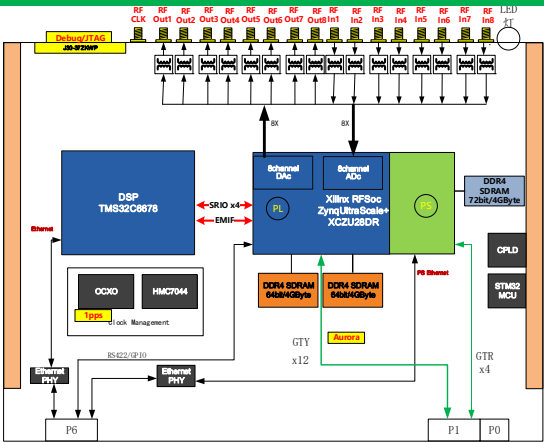 RF CLK
RF Out1
RF Out2
RF Out3
RF Out4
RF Out5
RF Out6
RF Out7
RF Out8
RF In1
RF In2
RF In3
RF In4
RF In5
RF In6
RF In7
RF In8
LED
灯
Debug/JTAG
J30-37ZKWP
8X
8X
8channel
DAc
8channel
ADc
DSP
TMS32C6678
SRIO x4
EMIF
PL
Xilinx RFSoc
ZynqUltraScale+
XCZU28DR
PS
DDR4
SDRAM
72bit/4GByte
Ethernet
PS Ethernet
CPLD
STM32
MCU
OCXO
HMC7044
1pps
Clock Management
DDR4 SDRAM
64bit/4GByte
DDR4 SDRAM
64bit/4GByte
Aurora
GTY
x12
GTR
x4
RS422/GPIO
Ethernet
PHY
Ethernet
PHY
P6
P1
P0